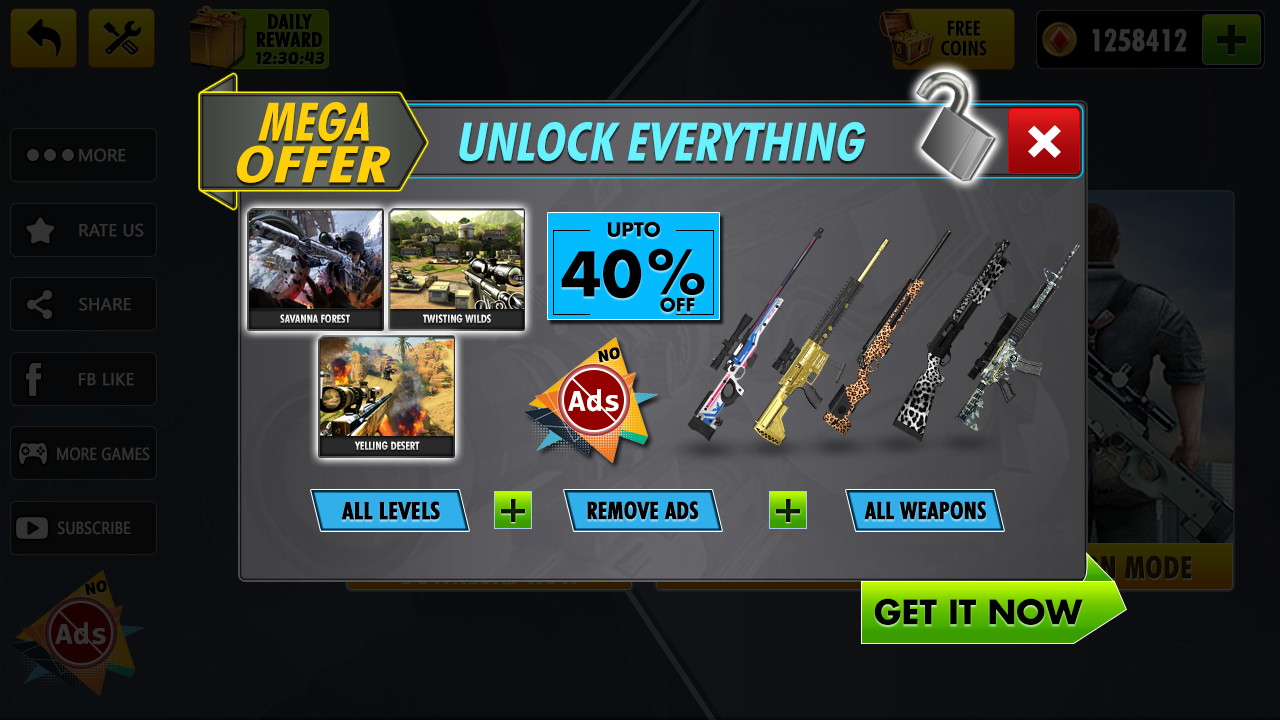 DAILY
REWARD
12:30:43
FREE
COINS
1258412
MEGA
OFFER
UNLOCK EVERYTHING
MORE
RATE US
SHARE
FB LIKE
MORE GAMES
SUBSCRIBE
NO
Ads
SAVANNA FOREST
TWISTING WILDS
YELLING DESERT
UPTO
40%
OFF
NO
Ads
ALL LEVELS
REMOVE ADS
ALL WEAPONS
MODE
GET IT NOW